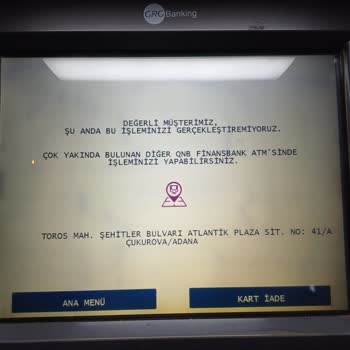 GRG Banking
DEĞERLİ MÜŞTERİMİZ,
ŞU ANDA BU İŞLEMİNİZİ GERÇEKLEŞTİREMİYORUZ.
ÇOK YAKINDA BULUNAN DİĞER QNB FİNANSBANK ATM'SİNDE
İŞLEMİNİZİ YAPABİLİRSİNİZ.
TOROS MAH. ŞEHİTLER BULVARI ATLANTİK PLAZA SİT. NO: 41/A
ÇUKUROVA/ADANA
ANA MENÜ
KART İADE